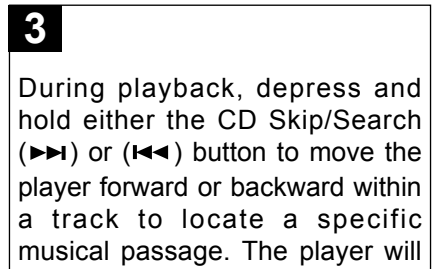 3
During playback, depress and
hold either the CD Skip/Search
(▶▶I) or (I◀◀) button to move the
player forward or backward within
a track to locate a specific
musical passage. The player will